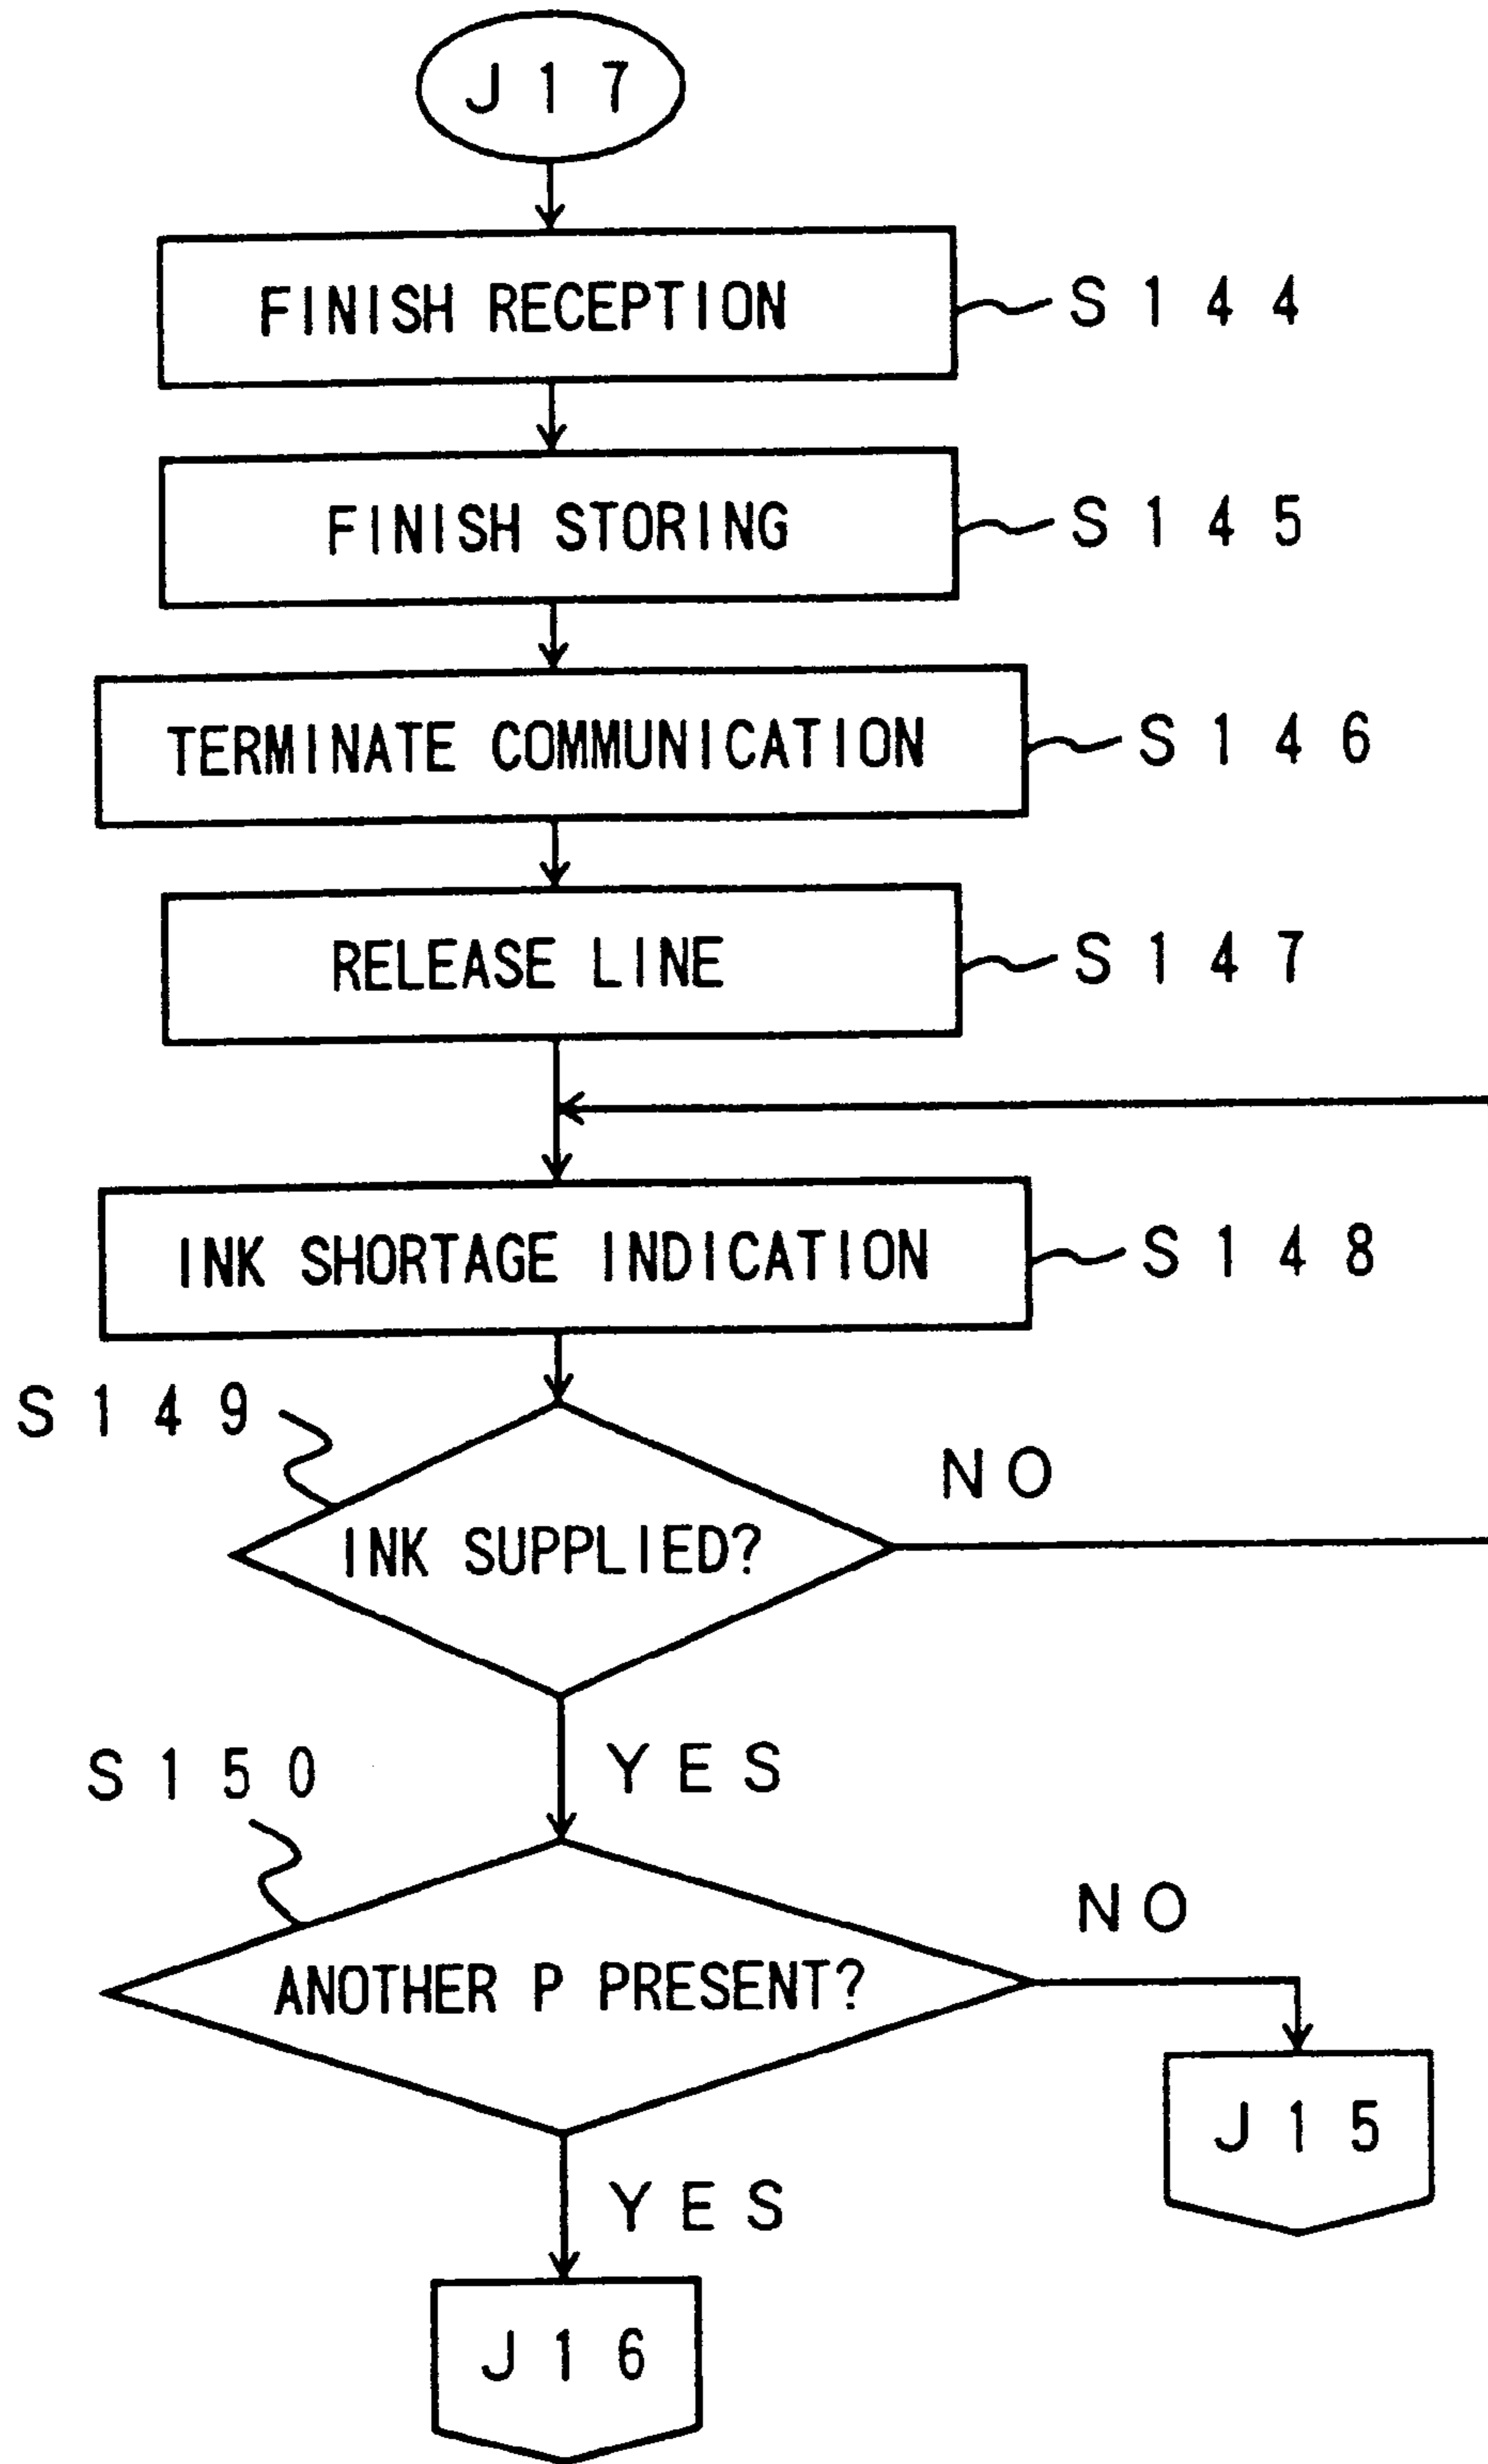 J17
FINISH RECEPTION
S144
FINISH STORING
S145
TERMINATE COMMUNICATION
S146
RELEASE LINE
S147
INK SHORTAGE INDICATION
S148
S149
NO
INK SUPPLIED?
YES
S150
NO
ANOTHER P PRESENT?
J15
YES
J16